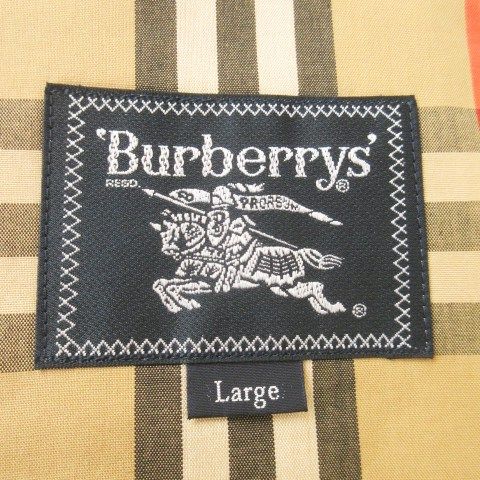 'Burberrys'®
REGD.
PRORSUM
®
Large